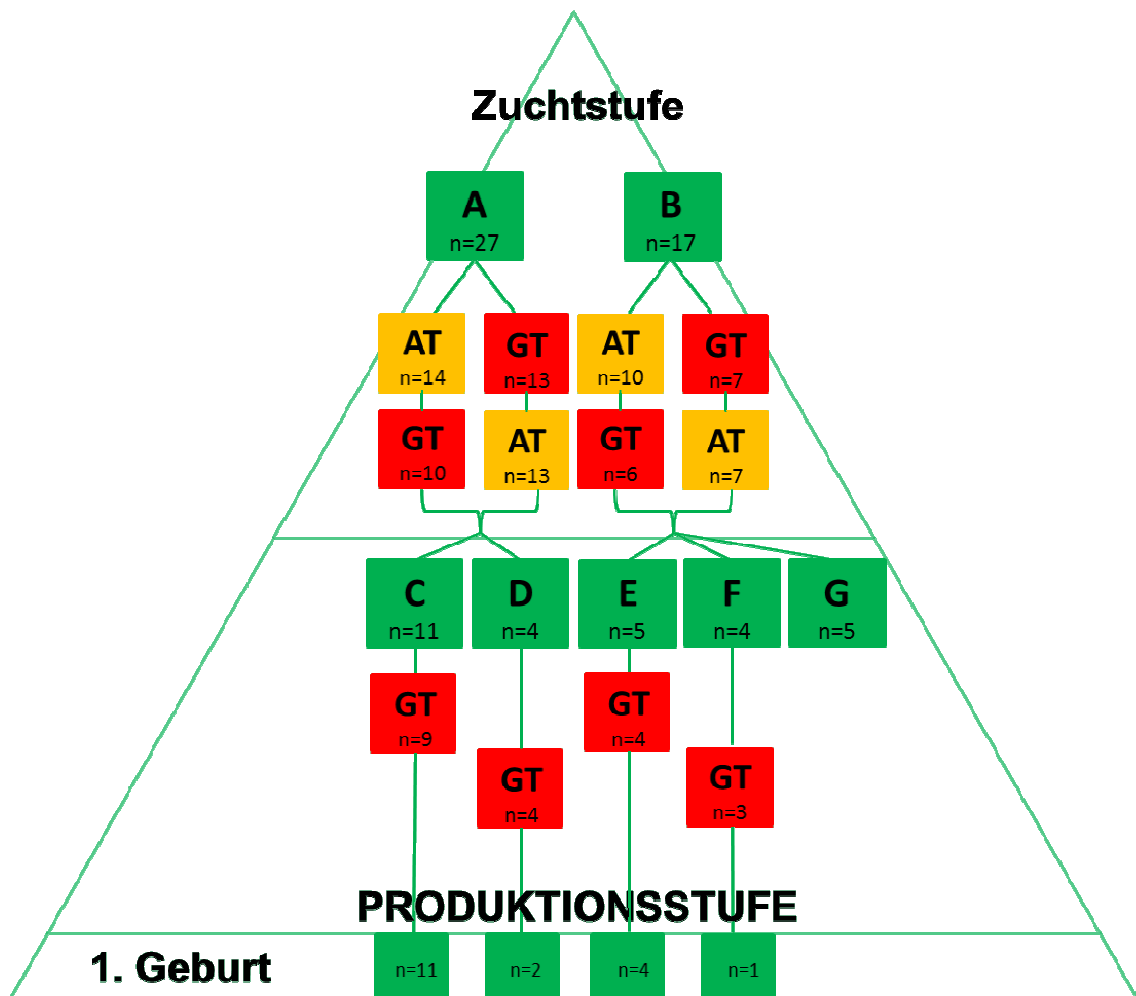 Zuchtstufe
A
n=27
B
n=17
AT
n=14
GT
n=13
AT
n=10
GT
n=7
GT
n=10
AT
n=13
GT
n=6
AT
n=7
C
n=11
D
n=4
E
n=5
F
n=4
G
n=5
GT
n=9
GT
n=4
GT
n=4
GT
n=3
PRODUKTIONSSTUFE
1. Geburt
n=11
n=2
n=4
n=1